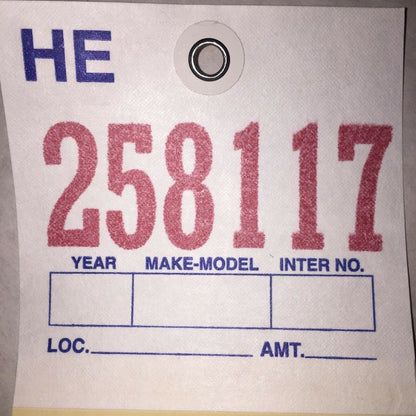 HE
258117
YEAR MAKE-MODEL INTER NO.
LOC. AMT.